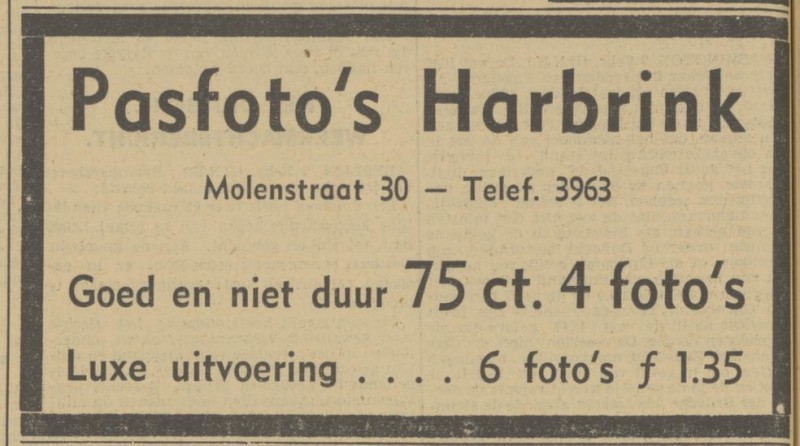 Pasfoto's Harbrink
Molenstraat 30 — Telef. 3963
Goed en niet duur 75 ct. 4 foto's
Luxe uitvoering . . . . 6 foto's ƒ 1.35